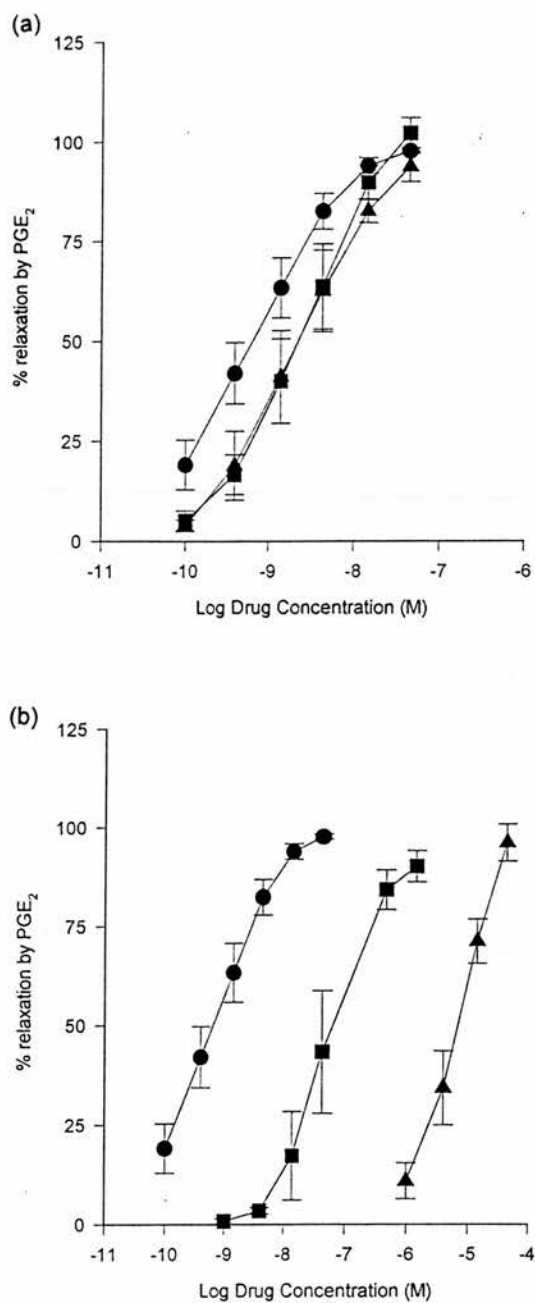 (a)
125
100
75
50
25
0
% relaxation by PGE₂
-11 -10 -9 -8 -7 -6
Log Drug Concentration (M)
(b)
125
100
75
50
25
0
% relaxation by PGE₂
-11 -10 -9 -8 -7 -6 -5 -4
Log Drug Concentration (M)